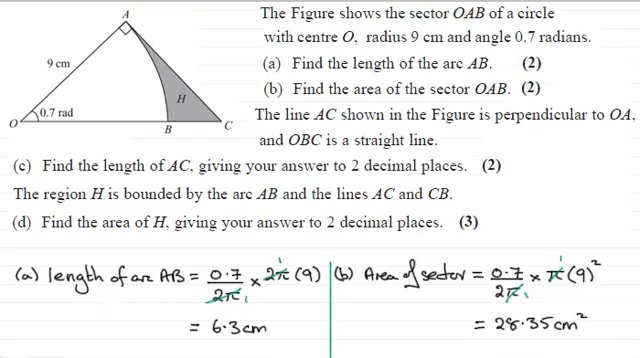 A
9 cm
H
0.7 rad
O
B
C
The Figure shows the sector OAB of a circle
with centre O, radius 9 cm and angle 0.7 radians.
(a) Find the length of the arc AB. (2)
(b) Find the area of the sector OAB. (2)
The line AC shown in the Figure is perpendicular to OA,
and OBC is a straight line.
(c) Find the length of AC, giving your answer to 2 decimal places. (2)
The region H is bounded by the arc AB and the lines AC and CB.
(d) Find the area of H, giving your answer to 2 decimal places. (3)
(a) length of arc AB = 0.7/2π × 2π (9)
1
1
= 6.3 cm
(b) Area of sector = 0.7/2π × π (9)²
1
1
= 28.35 cm²